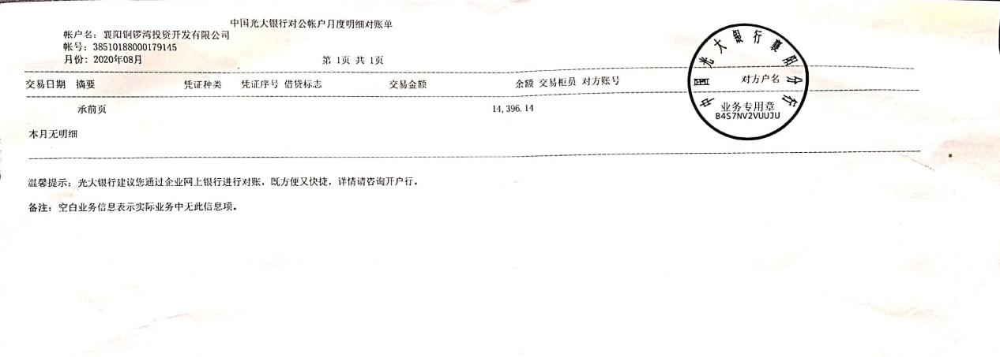 中国光大银行对公帐户月度明细对账单
帐户名：襄阳铜锣湾投资开发有限公司
帐号：38510188000179145
月份：2020年08月 第 1页 共 1页
交易日期 摘要 凭证种类 凭证序号 借贷标志 交易金额 余额 交易柜员 对方账号 对方户名
承前页 14,396.14
本月无明细
温馨提示：光大银行建议您通过企业网上银行进行对账，既方便又快捷，详情请咨询开户行。
备注：空白业务信息表示实际业务中无此信息项。
中国光大银行襄阳分行
业务专用章
B4S7NV2VUUJU